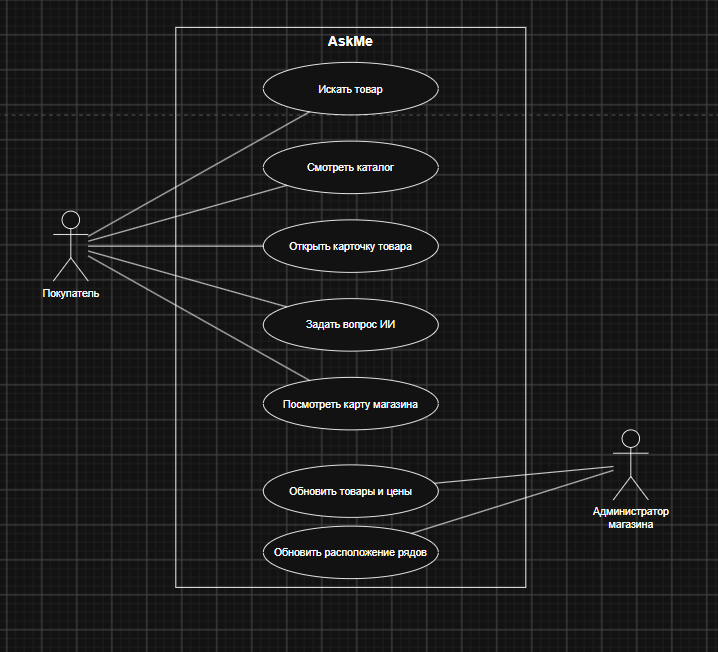 AskMe
Искать товар
Смотреть каталог
Открыть карточку товара
Покупатель
Задать вопрос ИИ
Посмотреть карту магазина
Обновить товары и цены
Администратор
магазина
Обновить расположение рядов